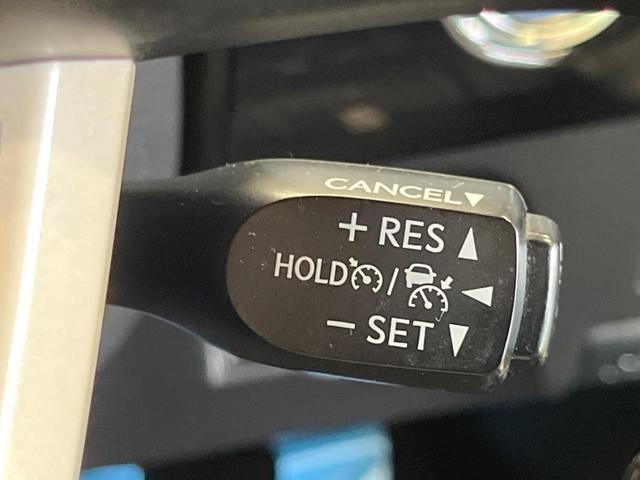 CANCEL▼
+ RES ▲
HOLD / ◀
− SET ▼